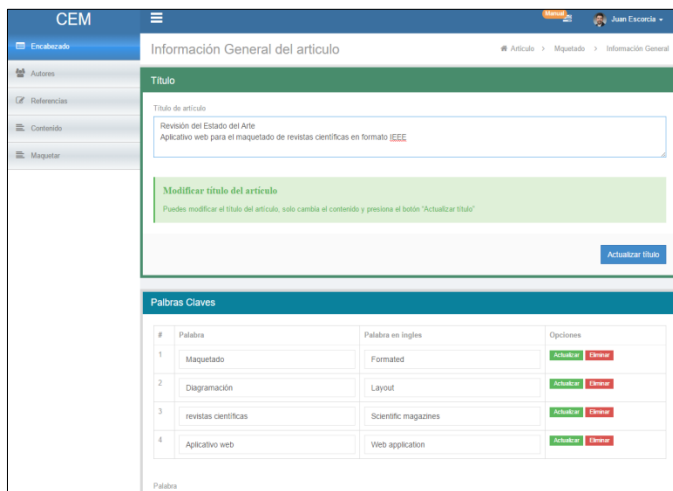 CEM
Manual
Juan Escorcia
Encabezado
Autores
Referencias
Contenido
Maquetar
Información General del articulo
Articulo > Mquetado > Información General
Título
Título de artículo
Revisión del Estado del Arte
Aplicativo web para el maquetado de revistas científicas en formato IEEE
Modificar título del artículo
Puedes modificar el título del artículo, solo cambia el contenido y presiona el botón "Actualizar título"
Actualizar título
Palbras Claves
# Palabra Palabra en ingles Opciones
1 Maquetado Formated Actualizar Eliminar
2 Diagramación Layout Actualizar Eliminar
3 revistas científicas Scientific magazines Actualizar Eliminar
4 Aplicativo web Web application Actualizar Eliminar
Palabra